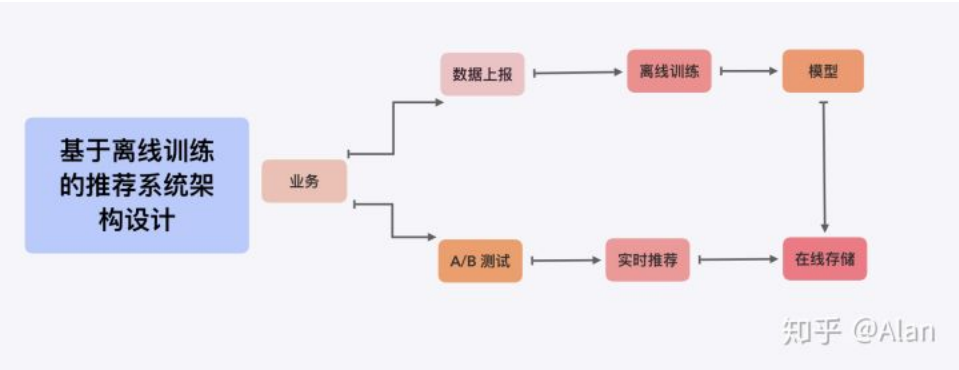 基于离线训练
的推荐系统架
构设计
业务
数据上报
离线训练
模型
A/B 测试
实时推荐
在线存储
知乎 @Alan